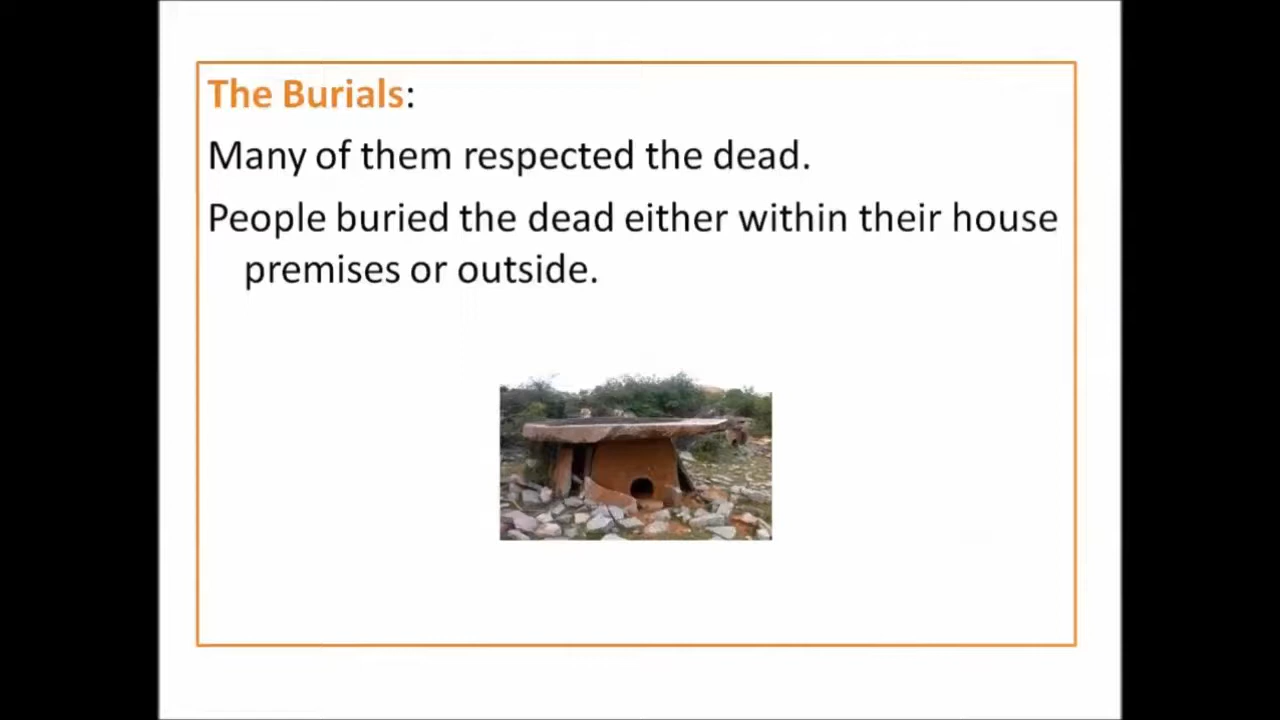 The Burials:
Many of them respected the dead.
People buried the dead either within their house
premises or outside.